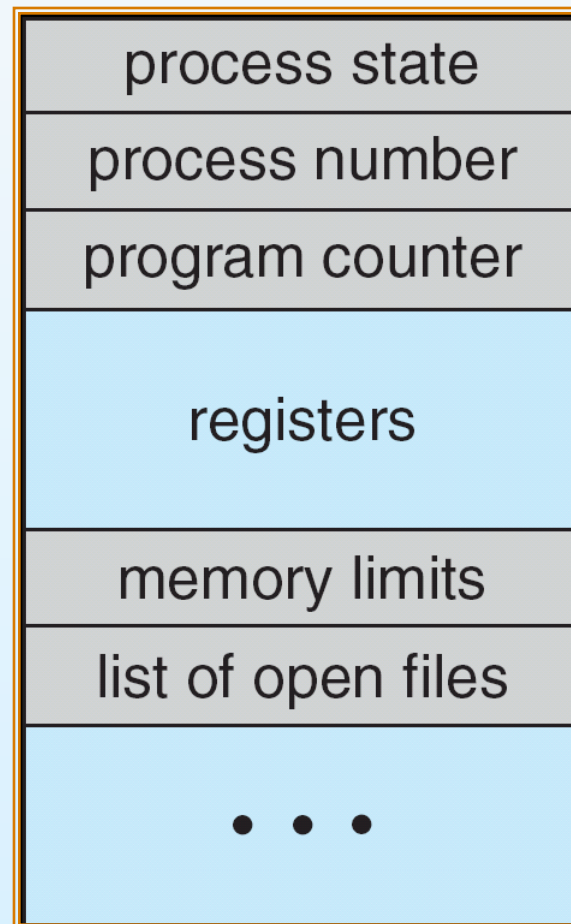 process state
process number
program counter
registers
memory limits
list of open files
• • •